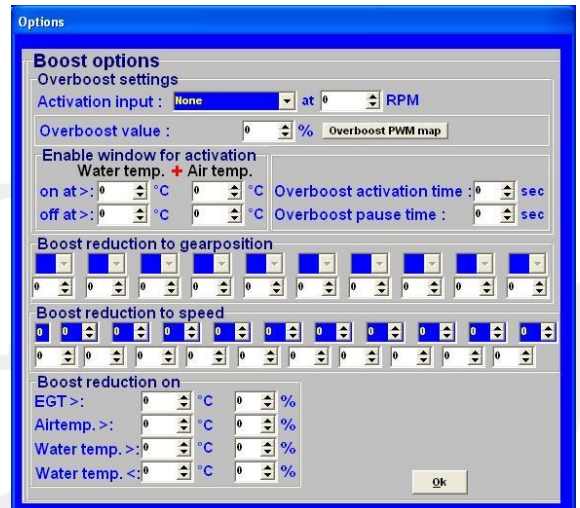 Options
Boost options
Overboost settings
Activation input : None at 0 RPM
Overboost value : 0 % Overboost PWM map
Enable window for activation
Water temp. + Air temp.
on at >: 0 °C 0 °C Overboost activation time : 0 sec
off at >: 0 °C 0 °C Overboost pause time : 0 sec
Boost reduction to gearposition
0 0 0 0 0 0 0 0 0 0
Boost reduction to speed
0 0 0 0 0 0 0 0 0 0 0
0 0 0 0 0 0 0 0 0 0
Boost reduction on
EGT >: 0 °C 0 %
Airtemp. >: 0 °C 0 %
Water temp. >: 0 °C 0 %
Water temp. <: 0 °C 0 %
Ok